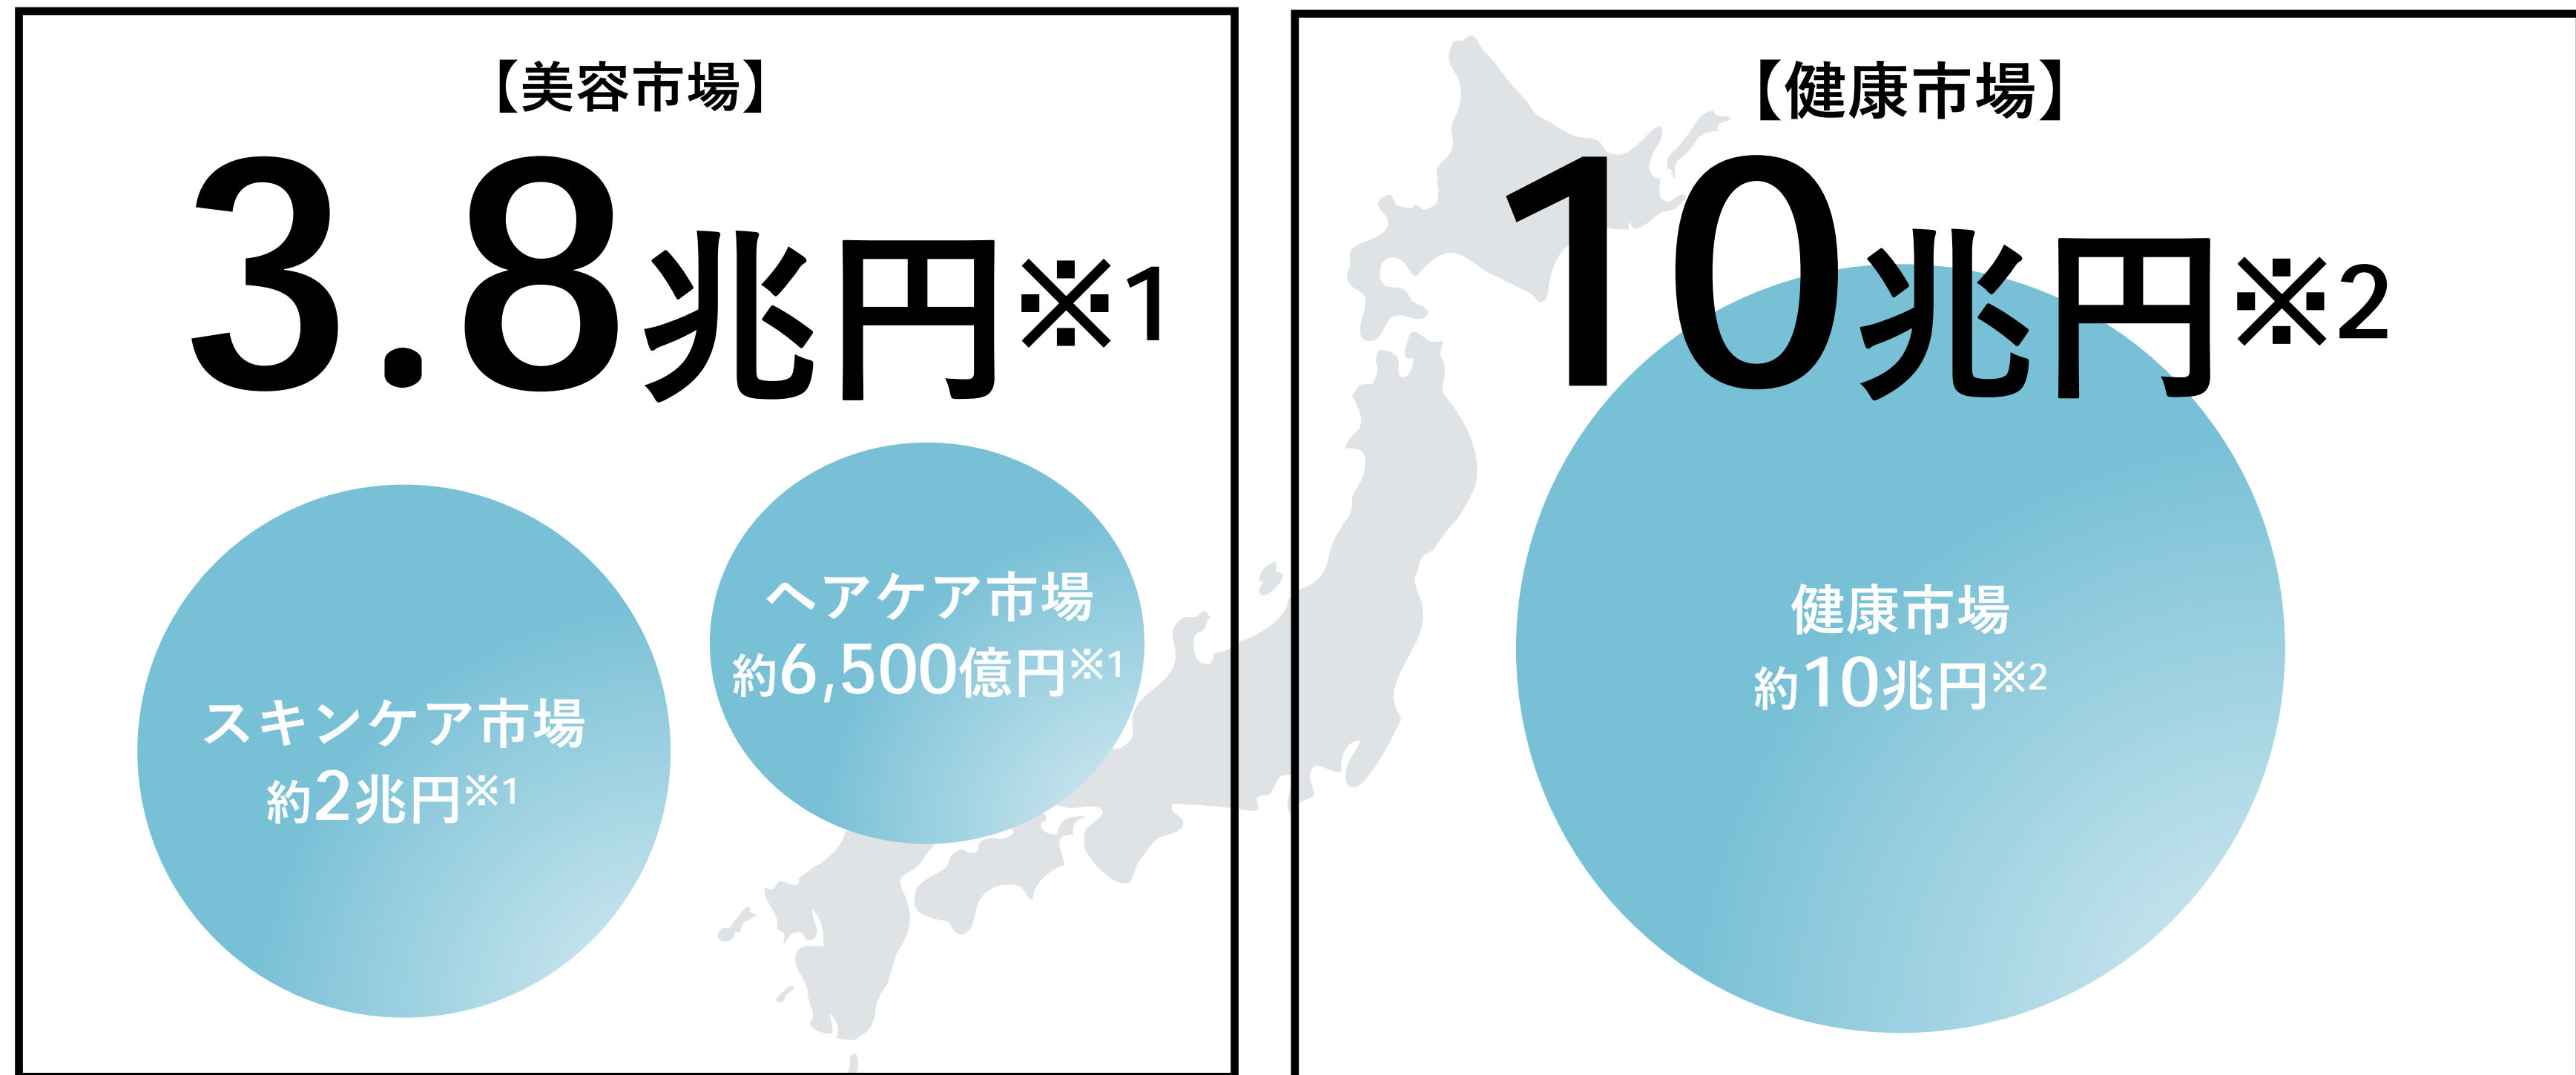 【美容市場】
3.8兆円※1
ヘアケア市場
約6,500億円※1
スキンケア市場
約2兆円※1
【健康市場】
10兆円※2
健康市場
約10兆円※2